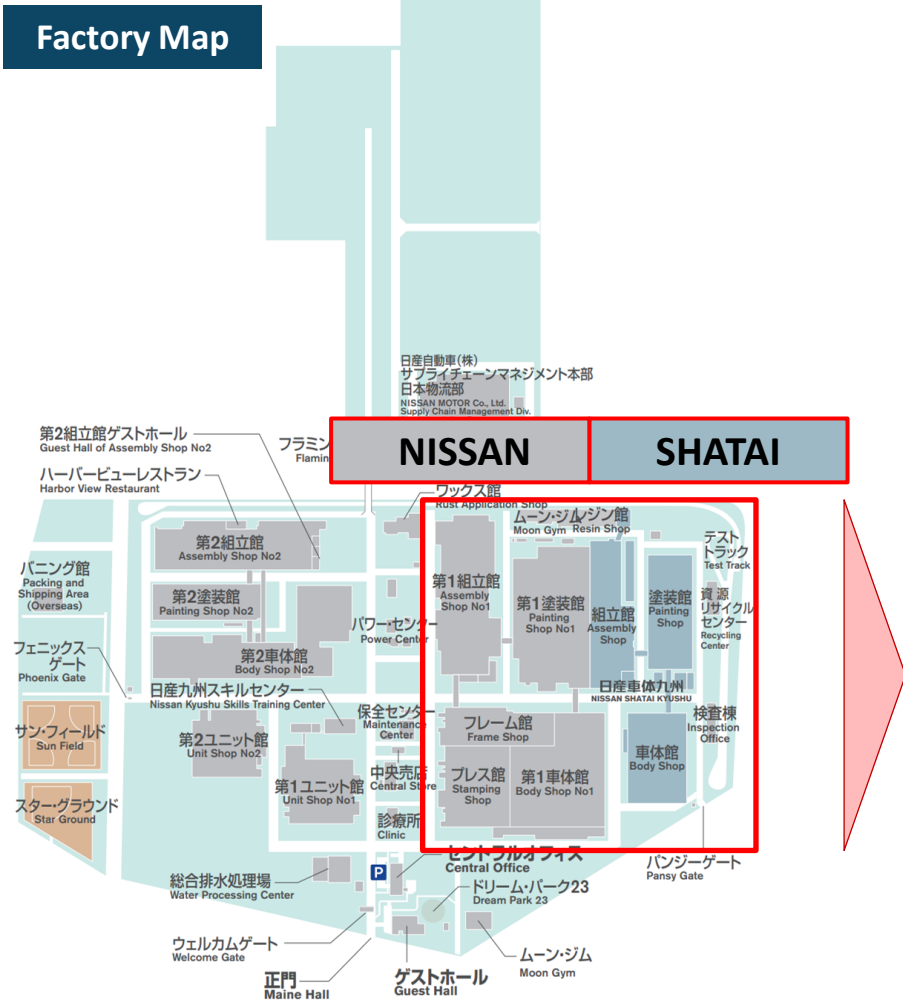 Factory Map
日産自動車(株)
サプライチェーンマネジメント本部
日本物流部
NISSAN MOTOR Co., Ltd.
Supply Chain Management Div.
第2組立館ゲストホール
Guest Hall of Assembly Shop No2
フラミン
Flamin
NISSAN
SHATAI
ハーバービューレストラン
Harbor View Restaurant
ワックス館
Rust Application Shop
ムーン・ジム
Moon Gym
レジン館
Resin Shop
第2組立館
Assembly Shop No2
テスト
トラック
Test Track
バニング館
Packing and
Shipping Area
(Overseas)
第1組立館
Assembly
Shop No1
第2塗装館
Painting Shop No2
第1塗装館
Painting
Shop No1
組立館
Assembly
Shop
塗装館
Painting
Shop
資源
リサイクル
センター
Recycling
Center
パワー・センター
Power Center
フェニックス
ゲート
Phoenix Gate
第2車体館
Body Shop No2
日産九州スキルセンター
Nissan Kyushu Skills Training Center
日産車体九州
NISSAN SHATAI KYUSHU
保全センター
Maintenance
Center
検査棟
Inspection
Office
サン・フィールド
Sun Field
第2ユニット館
Unit Shop No2
フレーム館
Frame Shop
車体館
Body Shop
中央売店
Central Store
プレス館
Stamping
Shop
第1車体館
Body Shop No1
第1ユニット館
Unit Shop No1
スター・グラウンド
Star Ground
診療所
Clinic
セントラルオフィス
Central Office
パンジーゲート
Pansy Gate
P
総合排水処理場
Water Processing Center
ドリーム・パーク23
Dream Park 23
ウェルカムゲート
Welcome Gate
ムーン・ジム
Moon Gym
正門
Maine Hall
ゲストホール
Guest Hall